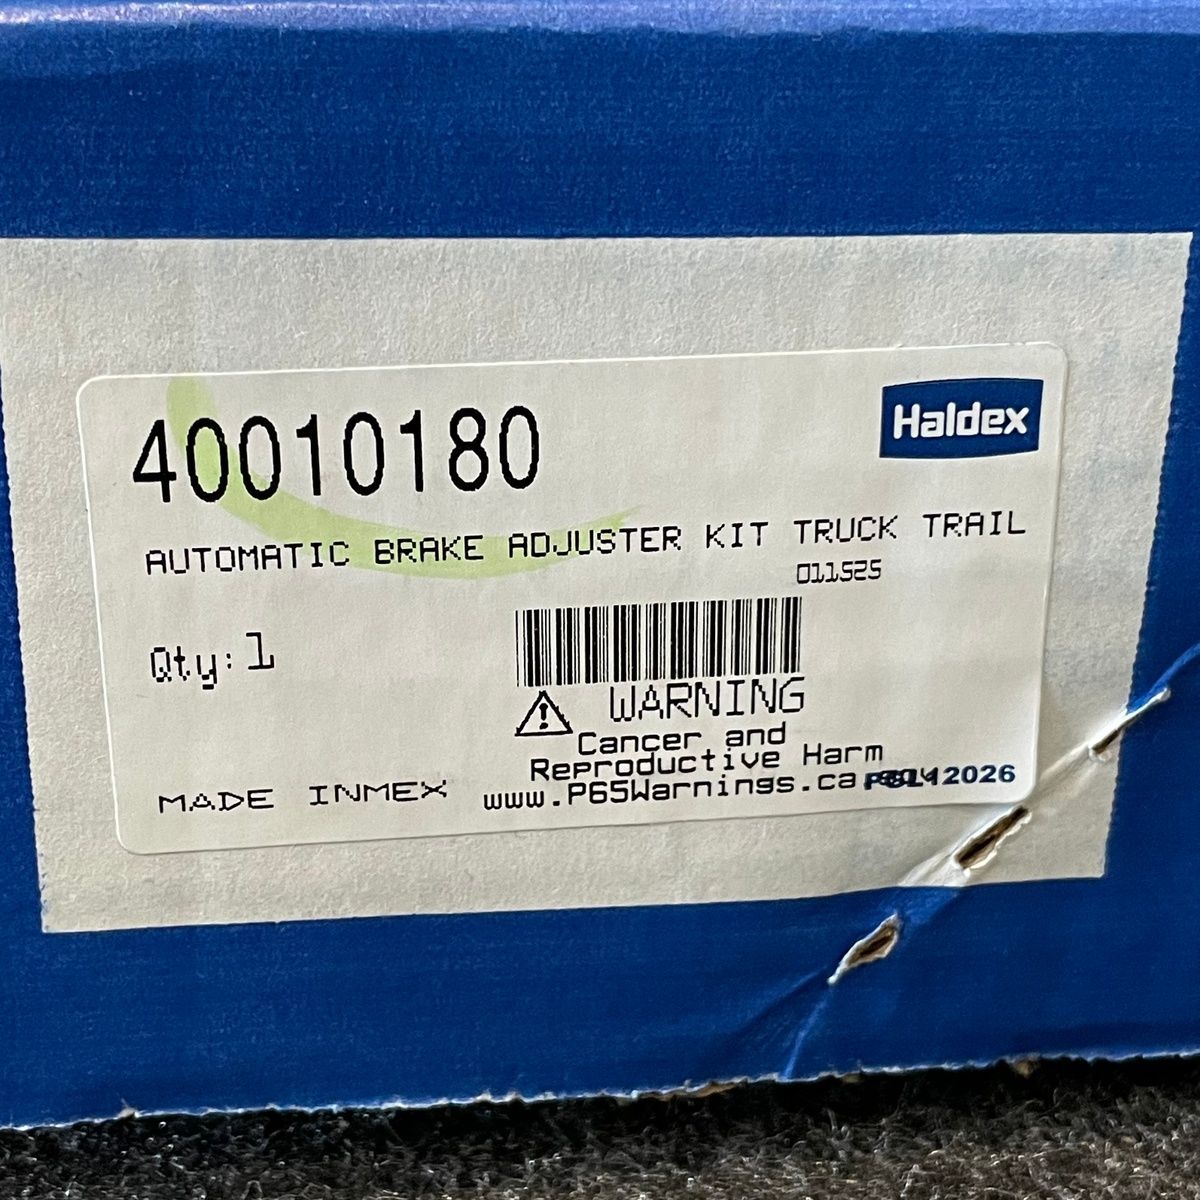 40010180
Haldex
AUTOMATIC BRAKE ADJUSTER KIT TRUCK TRAIL
011525
Qty:1
WARNING
Cancer and
Reproductive Harm
MADE INMEX
www.P65Warnings.ca